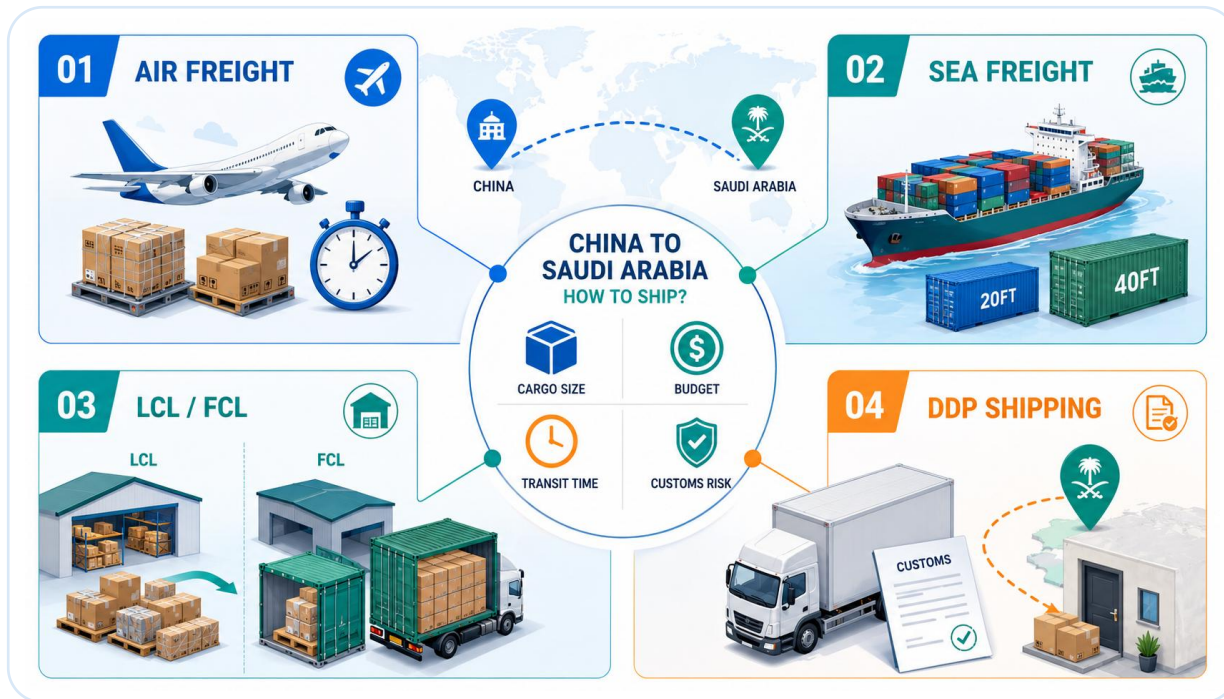 01
AIR FREIGHT
CHINA
SAUDI ARABIA
02
SEA FREIGHT
20FT
40FT
CHINA TO
SAUDI ARABIA
HOW TO SHIP?
CARGO SIZE
BUDGET
TRANSIT TIME
CUSTOMS RISK
03
LCL / FCL
LCL
FCL
04
DDP SHIPPING
CUSTOMS